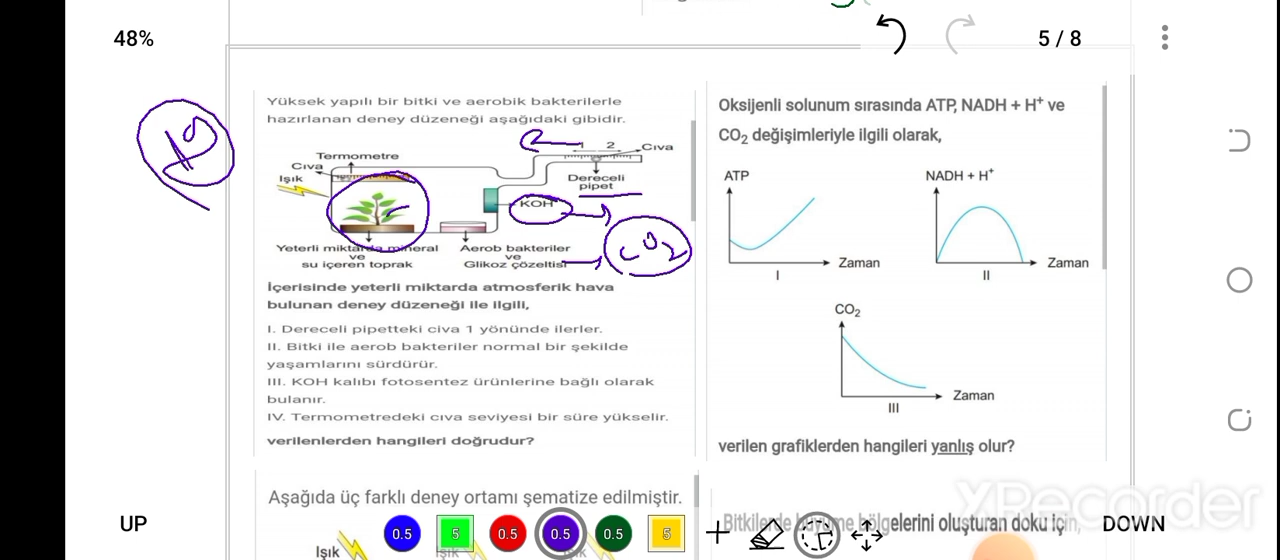 48%
5 / 8
Yüksek yapılı bir bitki ve aerobik bakterilerle
hazırlanan deney düzeneği aşağıdaki gibidir.
Termometre
Cıva
Işık
1 2
Cıva
Dereceli
pipet
KOH
CO2
Yeterli miktarda mineral
ve
su içeren toprak
Aerob bakteriler
ve
Glikoz çözeltisi
İçerisinde yeterli miktarda atmosferik hava
bulunan deney düzeneği ile ilgili,
I. Dereceli pipetteki civa 1 yönünde ilerler.
II. Bitki ile aerob bakteriler normal bir şekilde
yaşamlarını sürdürür.
III. KOH kalıbı fotosentez ürünlerine bağlı olarak
bulanır.
IV. Termometredeki cıva seviyesi bir süre yükselir.
verilenlerden hangileri doğrudur?
Oksijenli solunum sırasında ATP, NADH + H⁺ ve
CO₂ değişimleriyle ilgili olarak,
ATP
Zaman
I
NADH + H⁺
Zaman
II
CO₂
Zaman
III
verilen grafiklerden hangileri yanlış olur?
Aşağıda üç farklı deney ortamı şematize edilmiştir.
Işık
Işık
Işık
Bitkilerde büyüme bölgelerini oluşturan doku için,
XRecorder
UP
0.5
5
0.5
0.5
0.5
5
DOWN